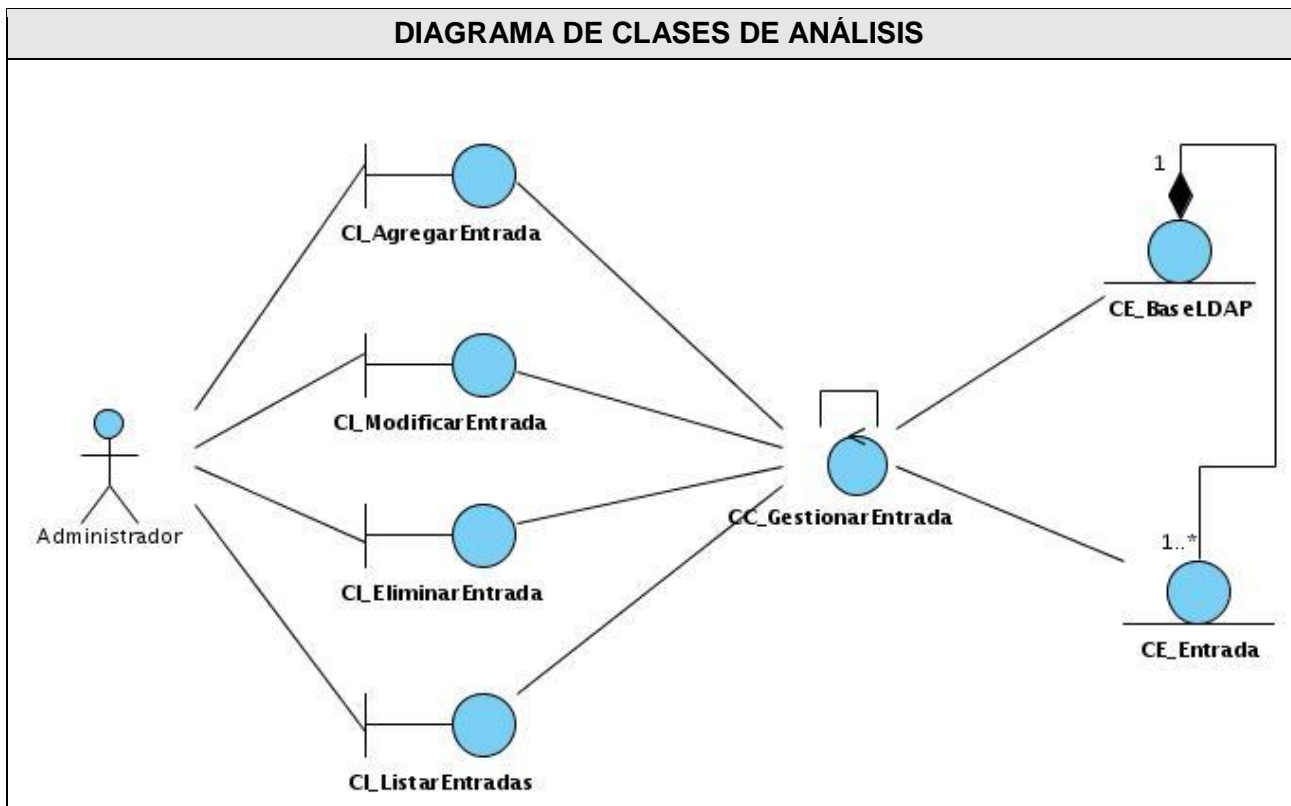 DIAGRAMA DE CLASES DE ANÁLISIS
CI_AgregarEntrada
1
CE_BaseLDAP
CI_ModificarEntrada
CC_GestionarEntrada
Administrador
1..*
CI_EliminarEntrada
CE_Entrada
CI_ListarEntradas